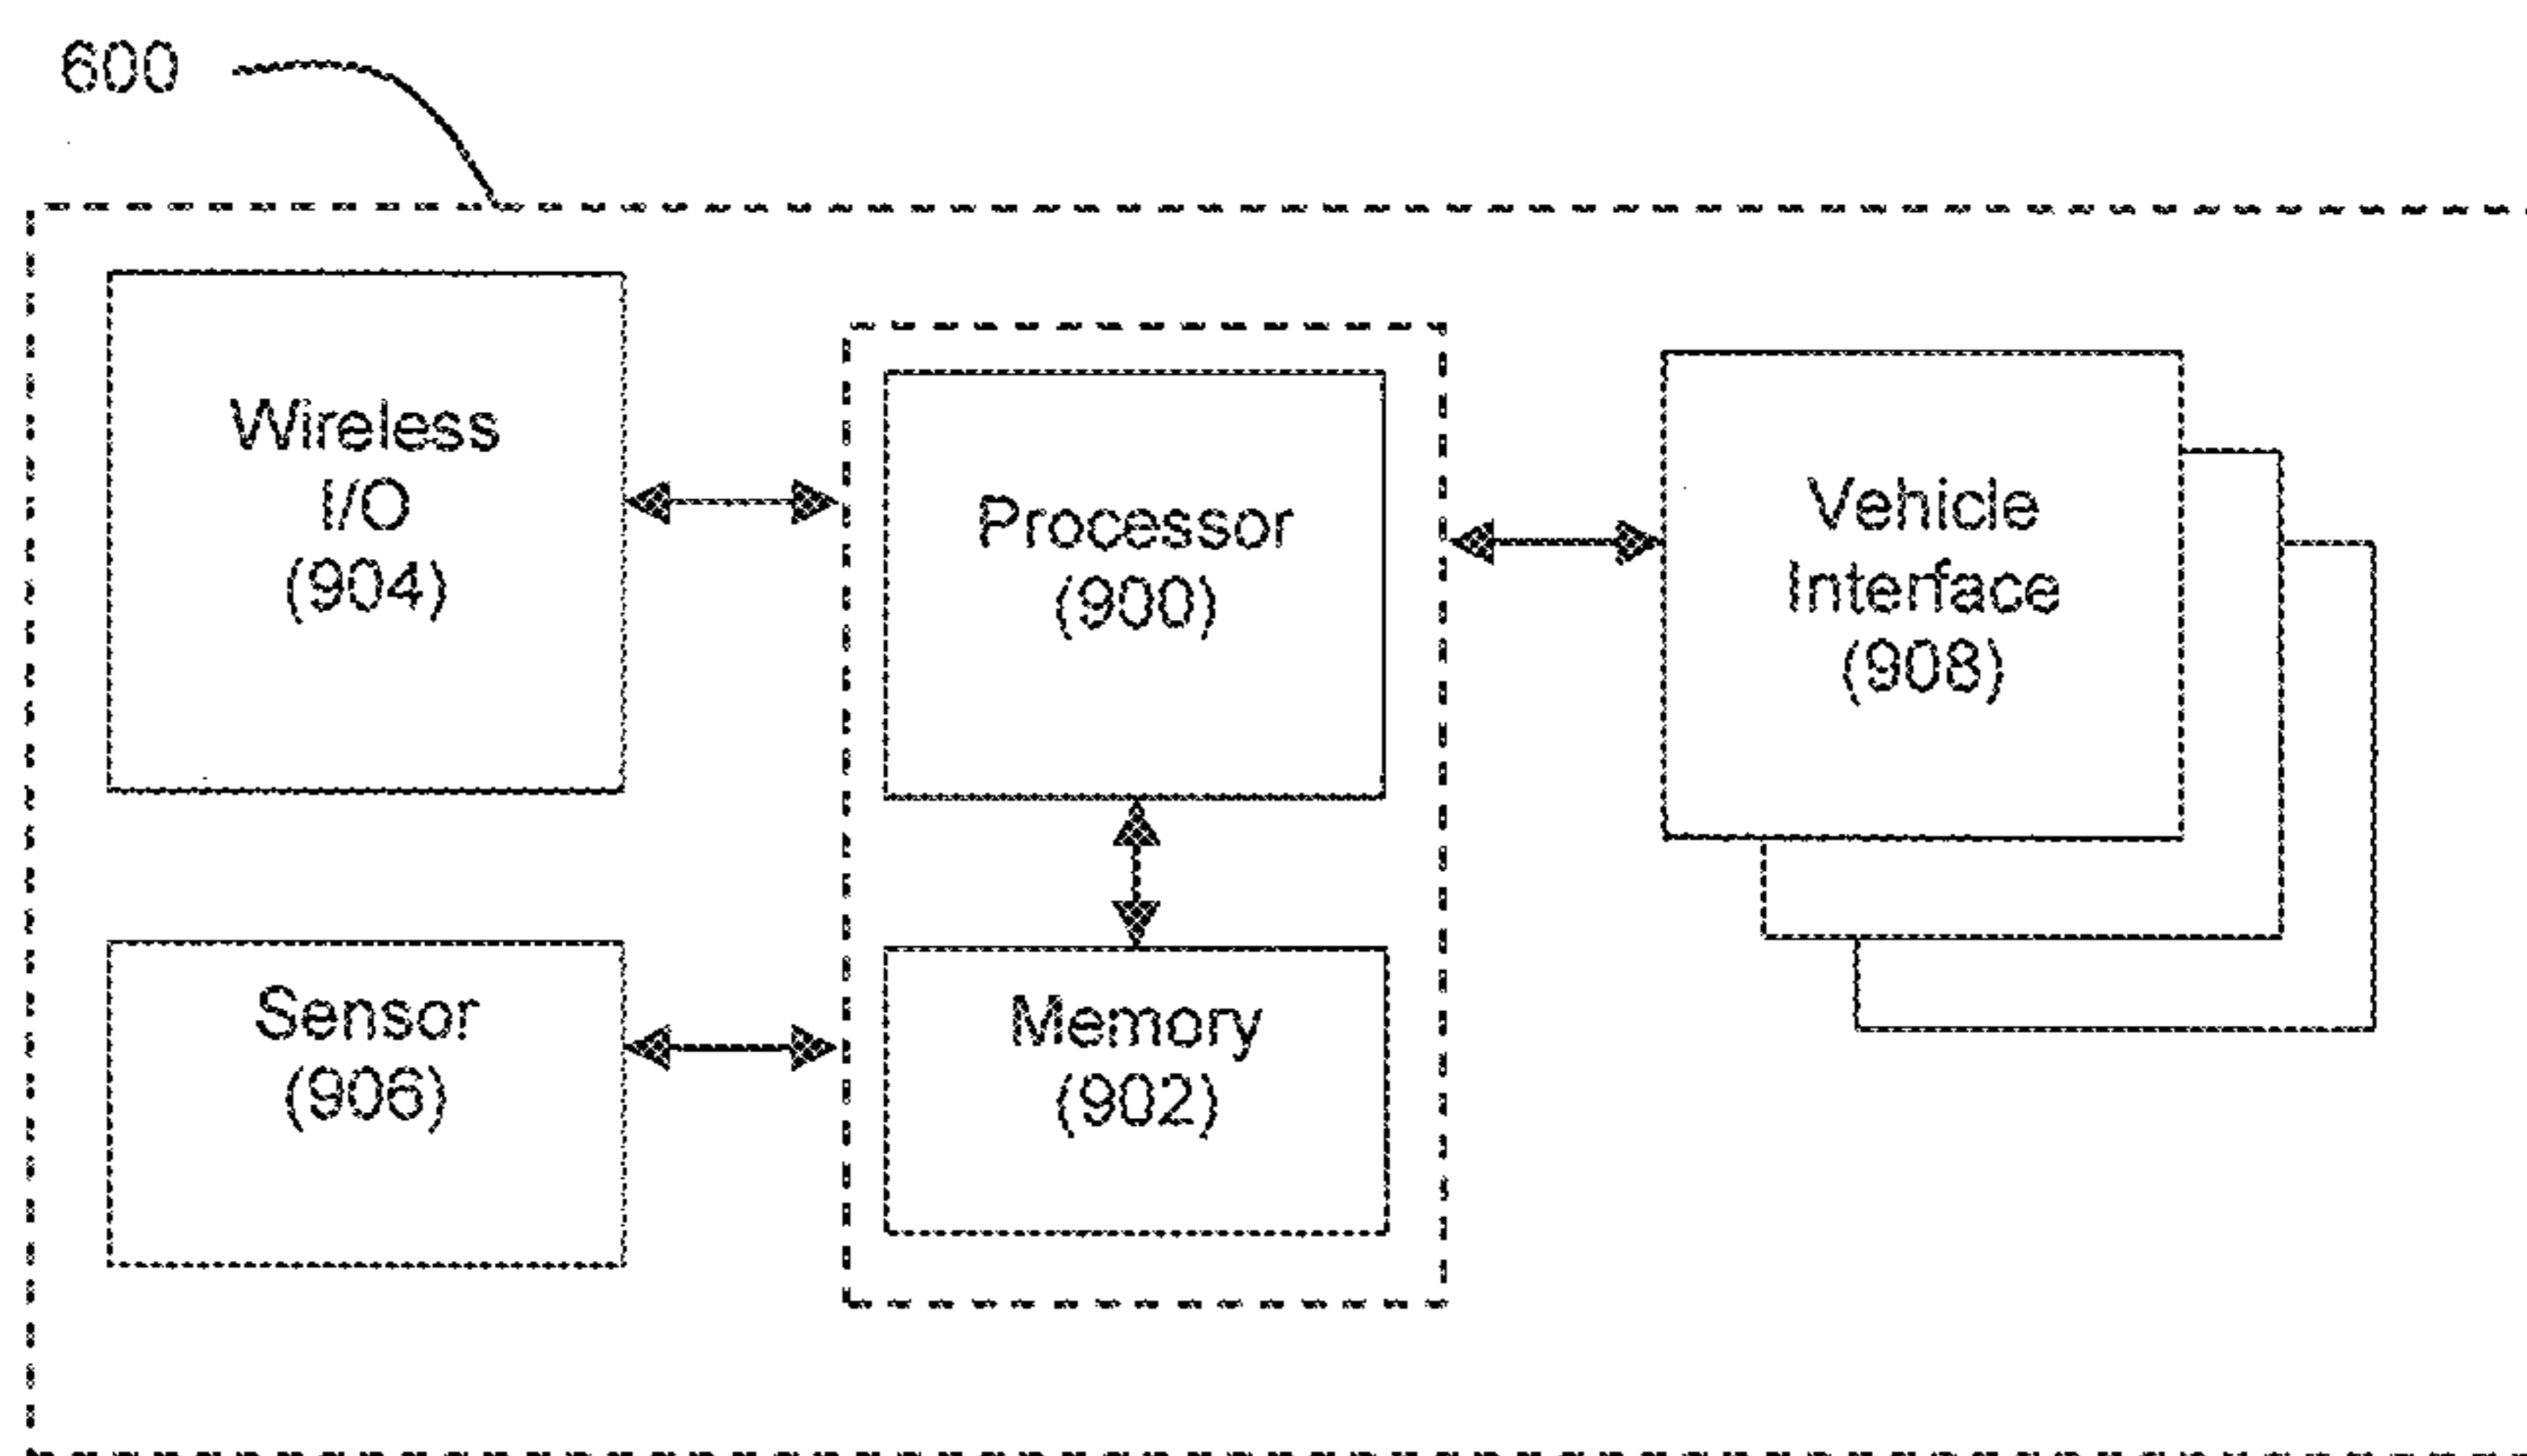 600
Wireless
I/O
(904)
Processor
(900)
Vehicle
Interface
(908)
Sensor
(906)
Memory
(902)